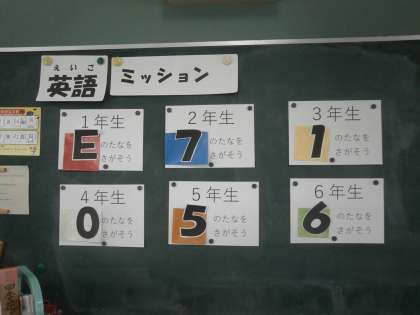 えいご
英語
ミッション
1年生
E のたなを
さがそう
2年生
7 のたなを
さがそう
3年生
1 のたなを
さがそう
4年生
0 のたなを
さがそう
5年生
5 のたなを
さがそう
6年生
6 のたなを
さがそう